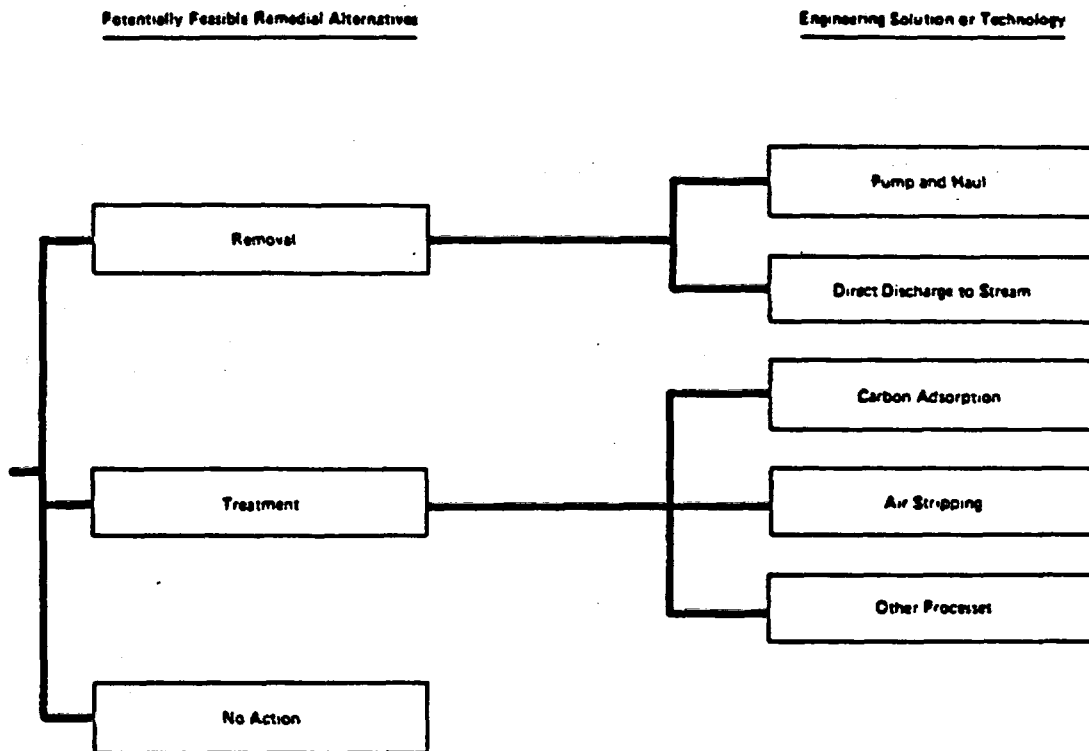 Potentially Feasible Remedial Alternatives
Engineering Solution or Technology
Removal
Pump and Haul
Direct Discharge to Stream
Treatment
Carbon Adsorption
Air Stripping
Other Processes
No Action